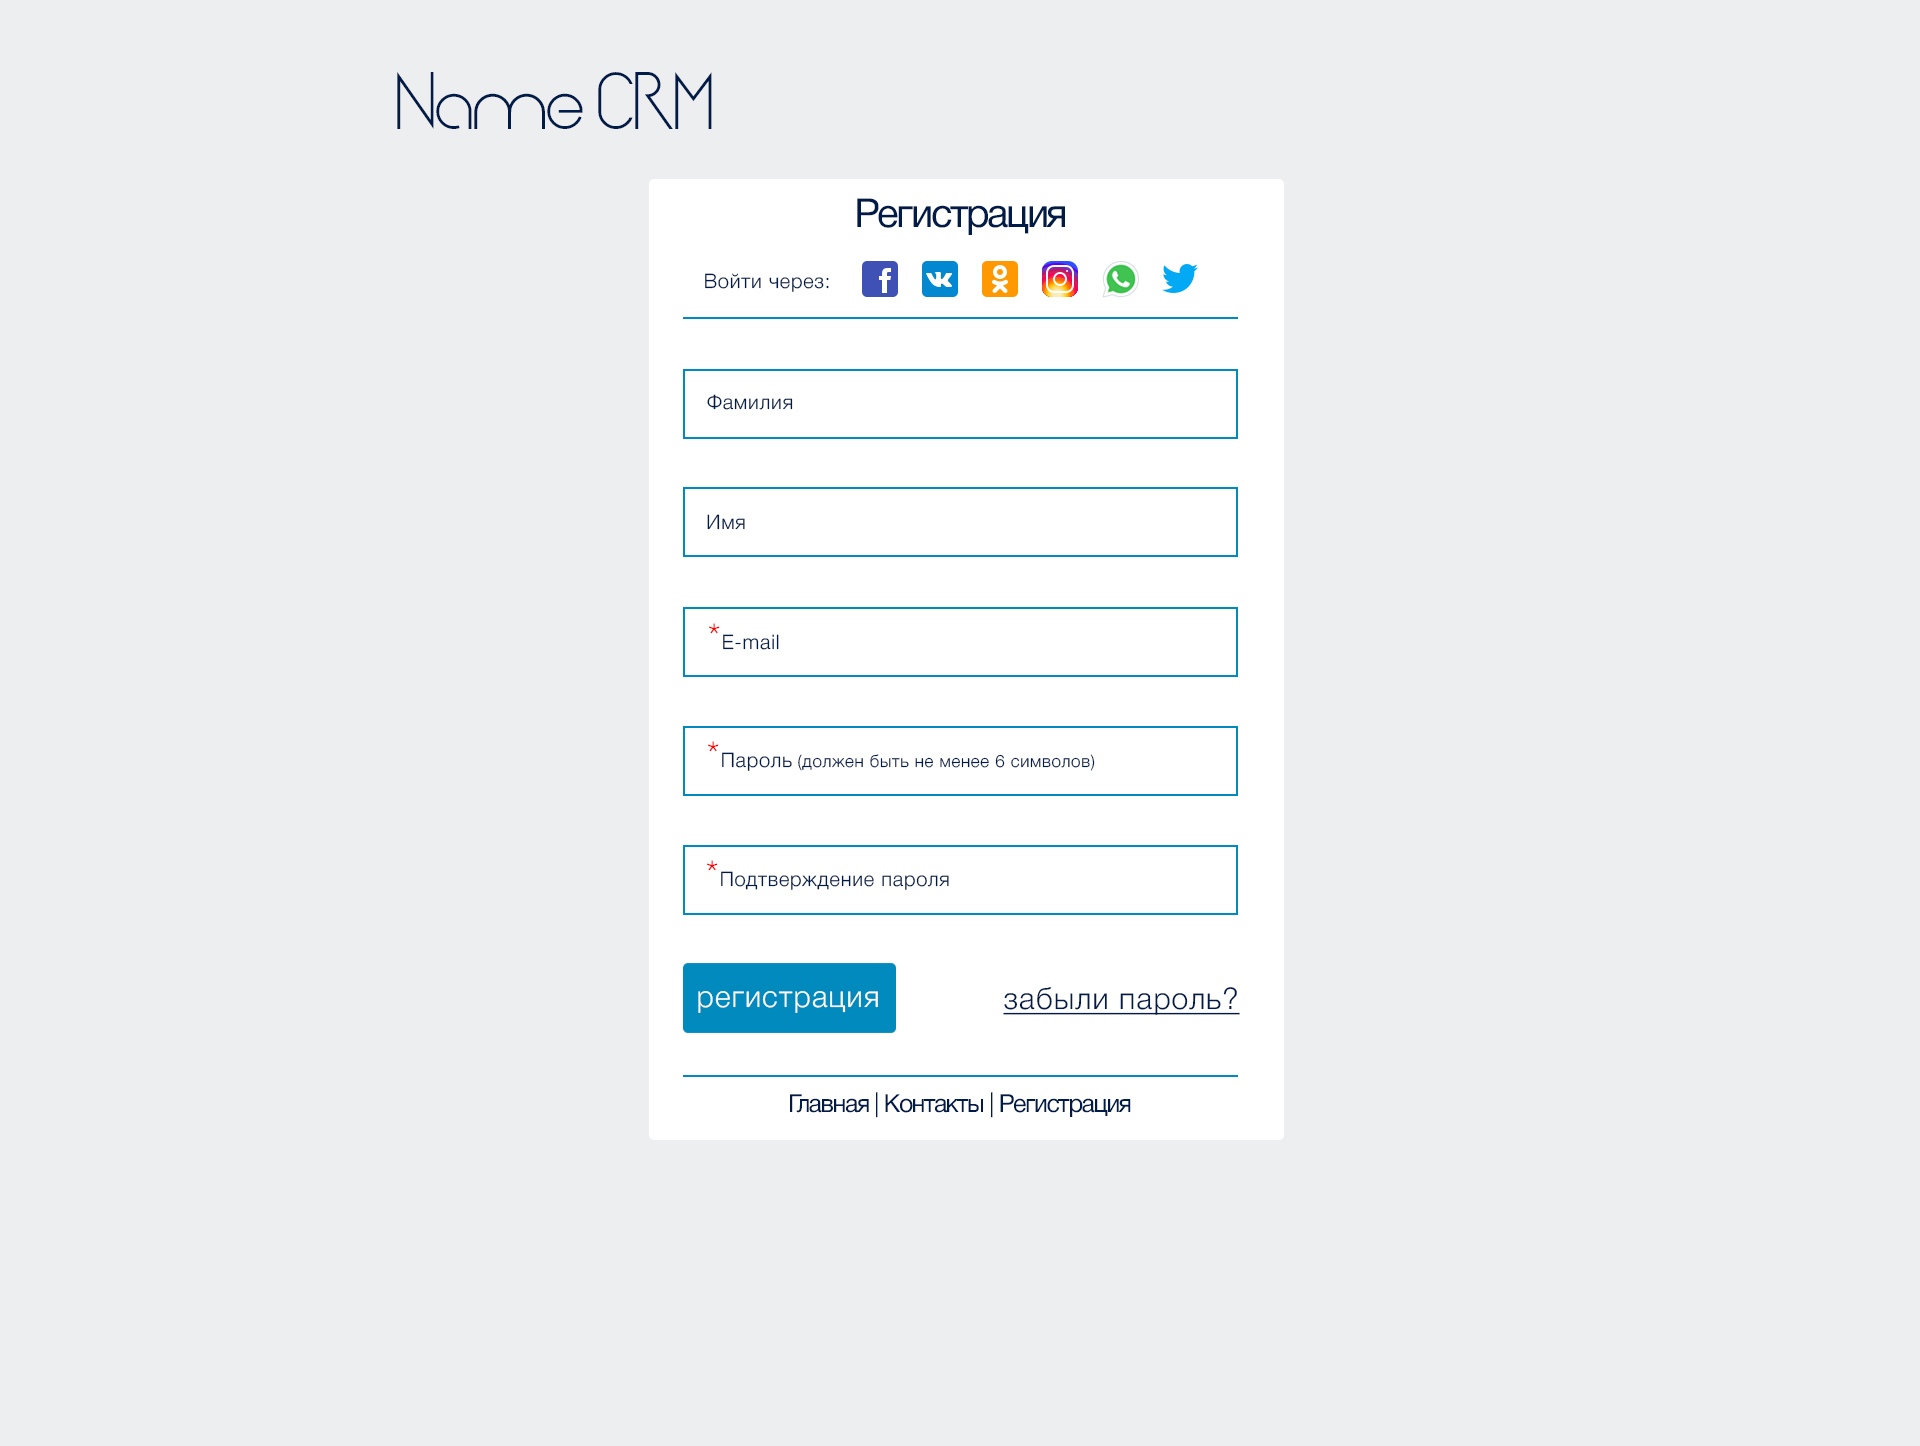 Name CRM
Регистрация
Войти через:
Фамилия
Имя
*E-mail
*Пароль (должен быть не менее 6 символов)
*Подтверждение пароля
регистрация
забыли пароль?
Главная | Контакты | Регистрация